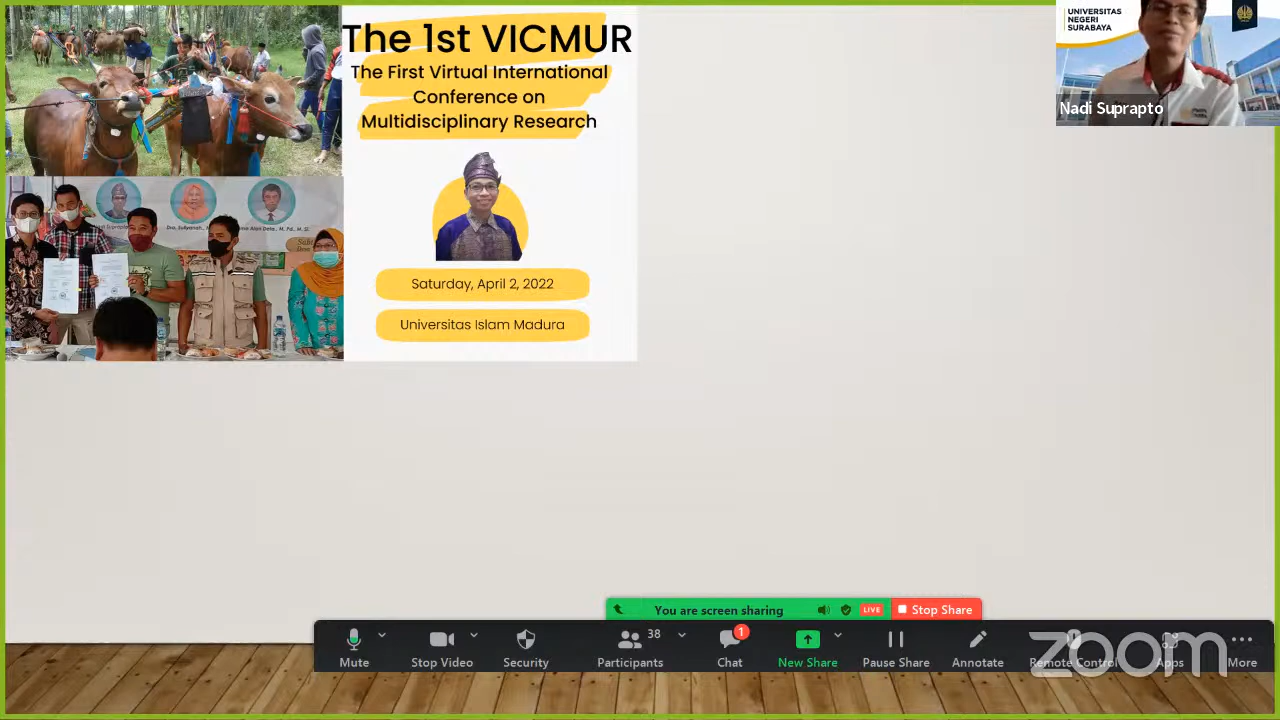 The 1st VICMUR
The First Virtual International
Conference on
Multidisciplinary Research
Saturday, April 2, 2022
Universitas Islam Madura
UNIVERSITAS
NEGERI
SURABAYA
Nadi Suprapto
You are screen sharing
LIVE
Stop Share
38
1
Mute
Stop Video
Security
Participants
Chat
New Share
Pause Share
Annotate
Remote Control
Apps
More
zoom